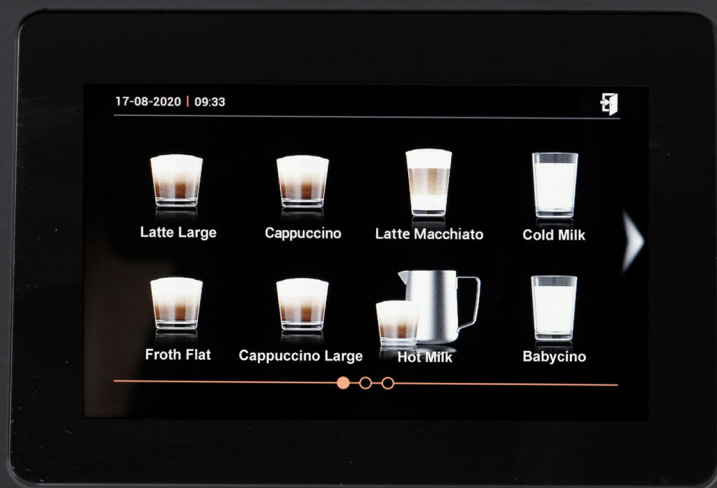 17-08-2020 | 09:33
Latte Large
Cappuccino
Latte Macchiato
Cold Milk
Froth Flat
Cappuccino Large
Hot Milk
Babycino